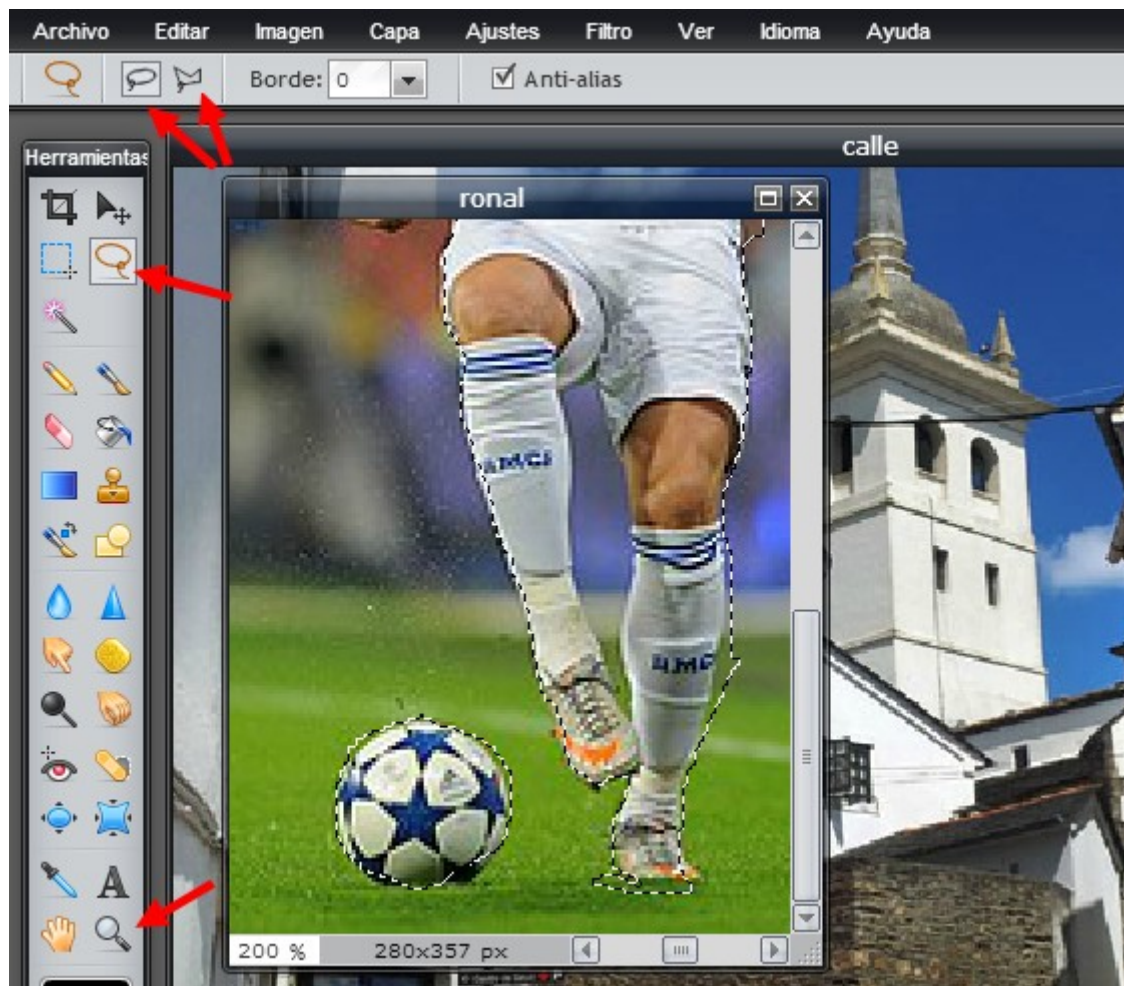 Archivo Editar Imagen Capa Ajustes Filtro Ver Idioma Ayuda
Borde: 0 Anti-alias
Herramientas
calle
ronal
A
200 % 280x357 px